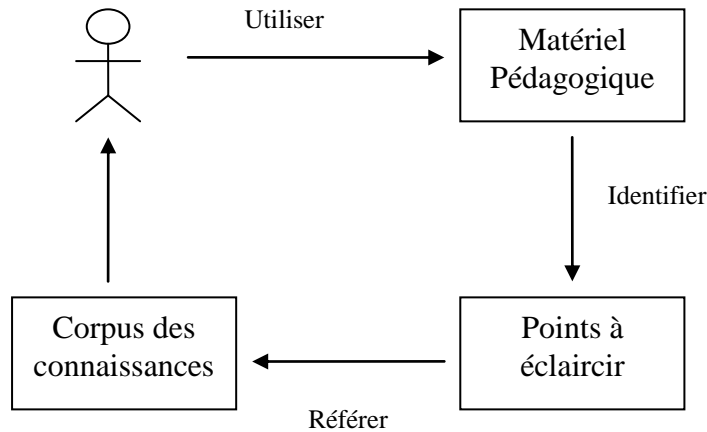 Utiliser
Matériel
Pédagogique
Identifier
Points à
éclaircir
Référer
Corpus des
connaissances